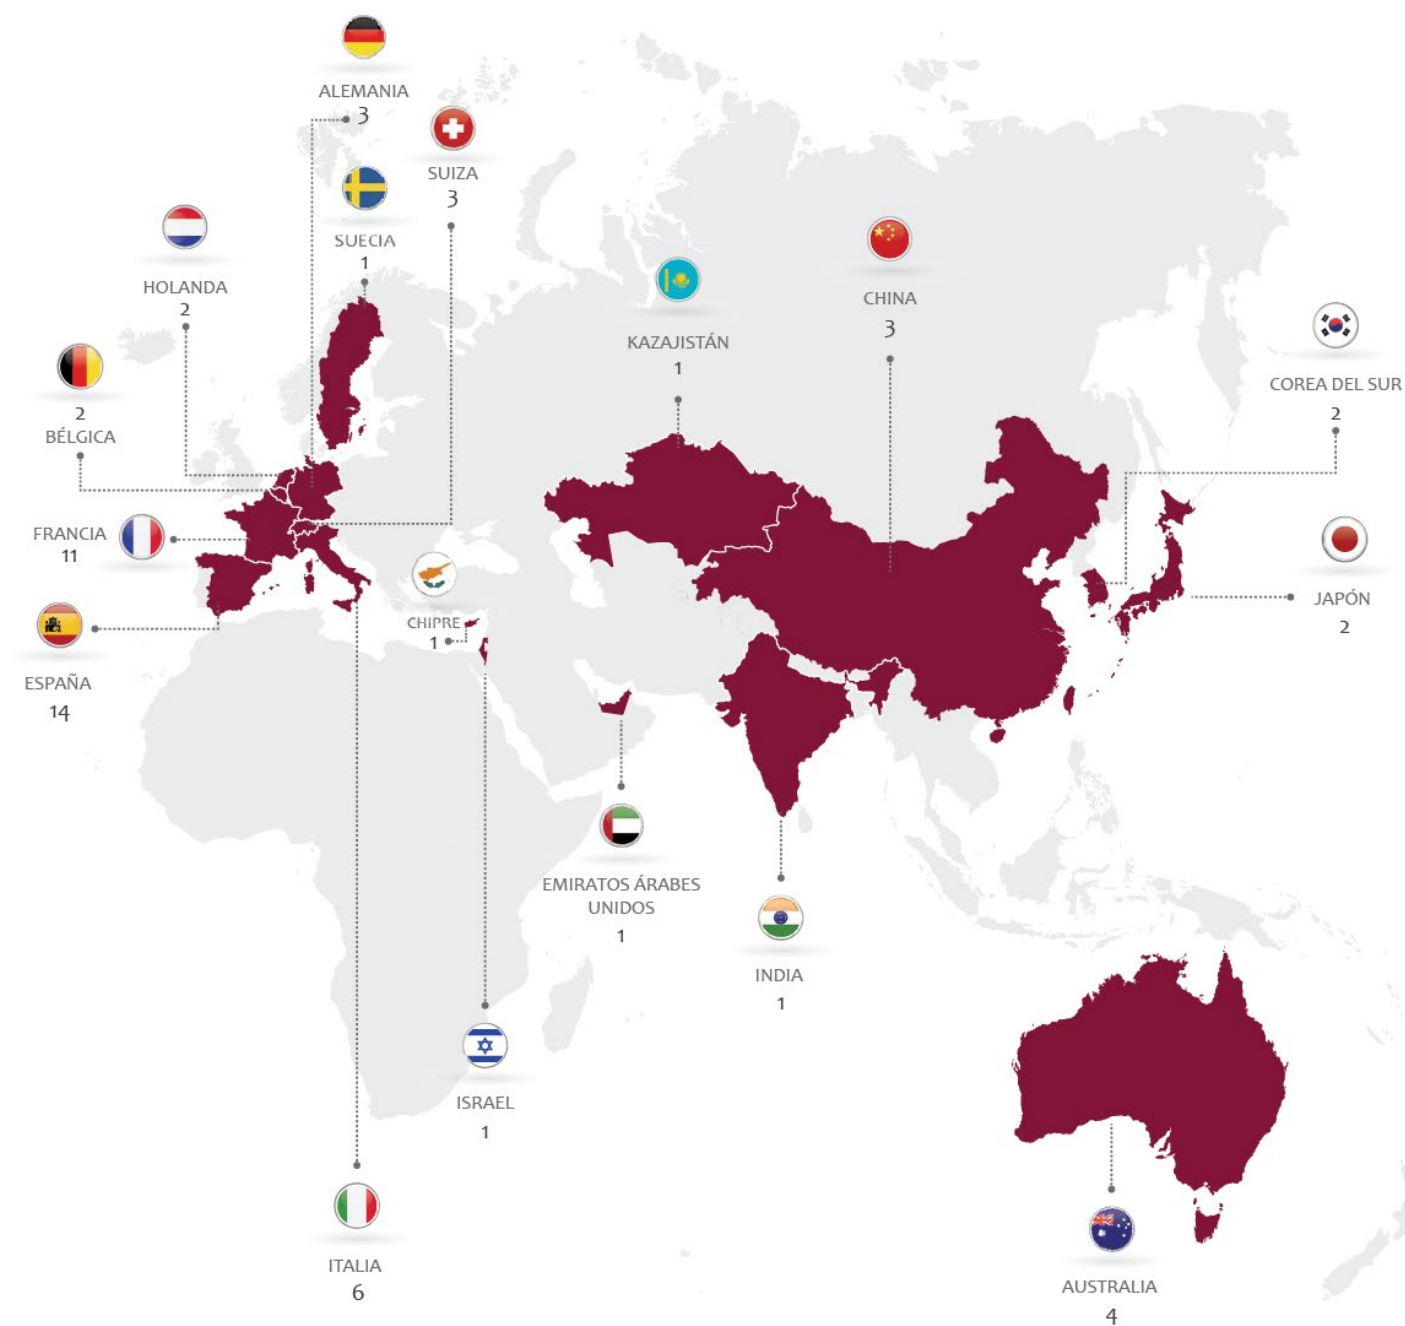 ALEMANIA
3
SUIZA
3
SUECIA
1
HOLANDA
2
2
BÉLGICA
FRANCIA
11
ESPAÑA
14
CHIPRE
1
KAZAJISTÁN
1
CHINA
3
COREA DEL SUR
2
JAPÓN
2
EMIRATOS ÁRABES
UNIDOS
1
INDIA
1
ISRAEL
1
ITALIA
6
AUSTRALIA
4